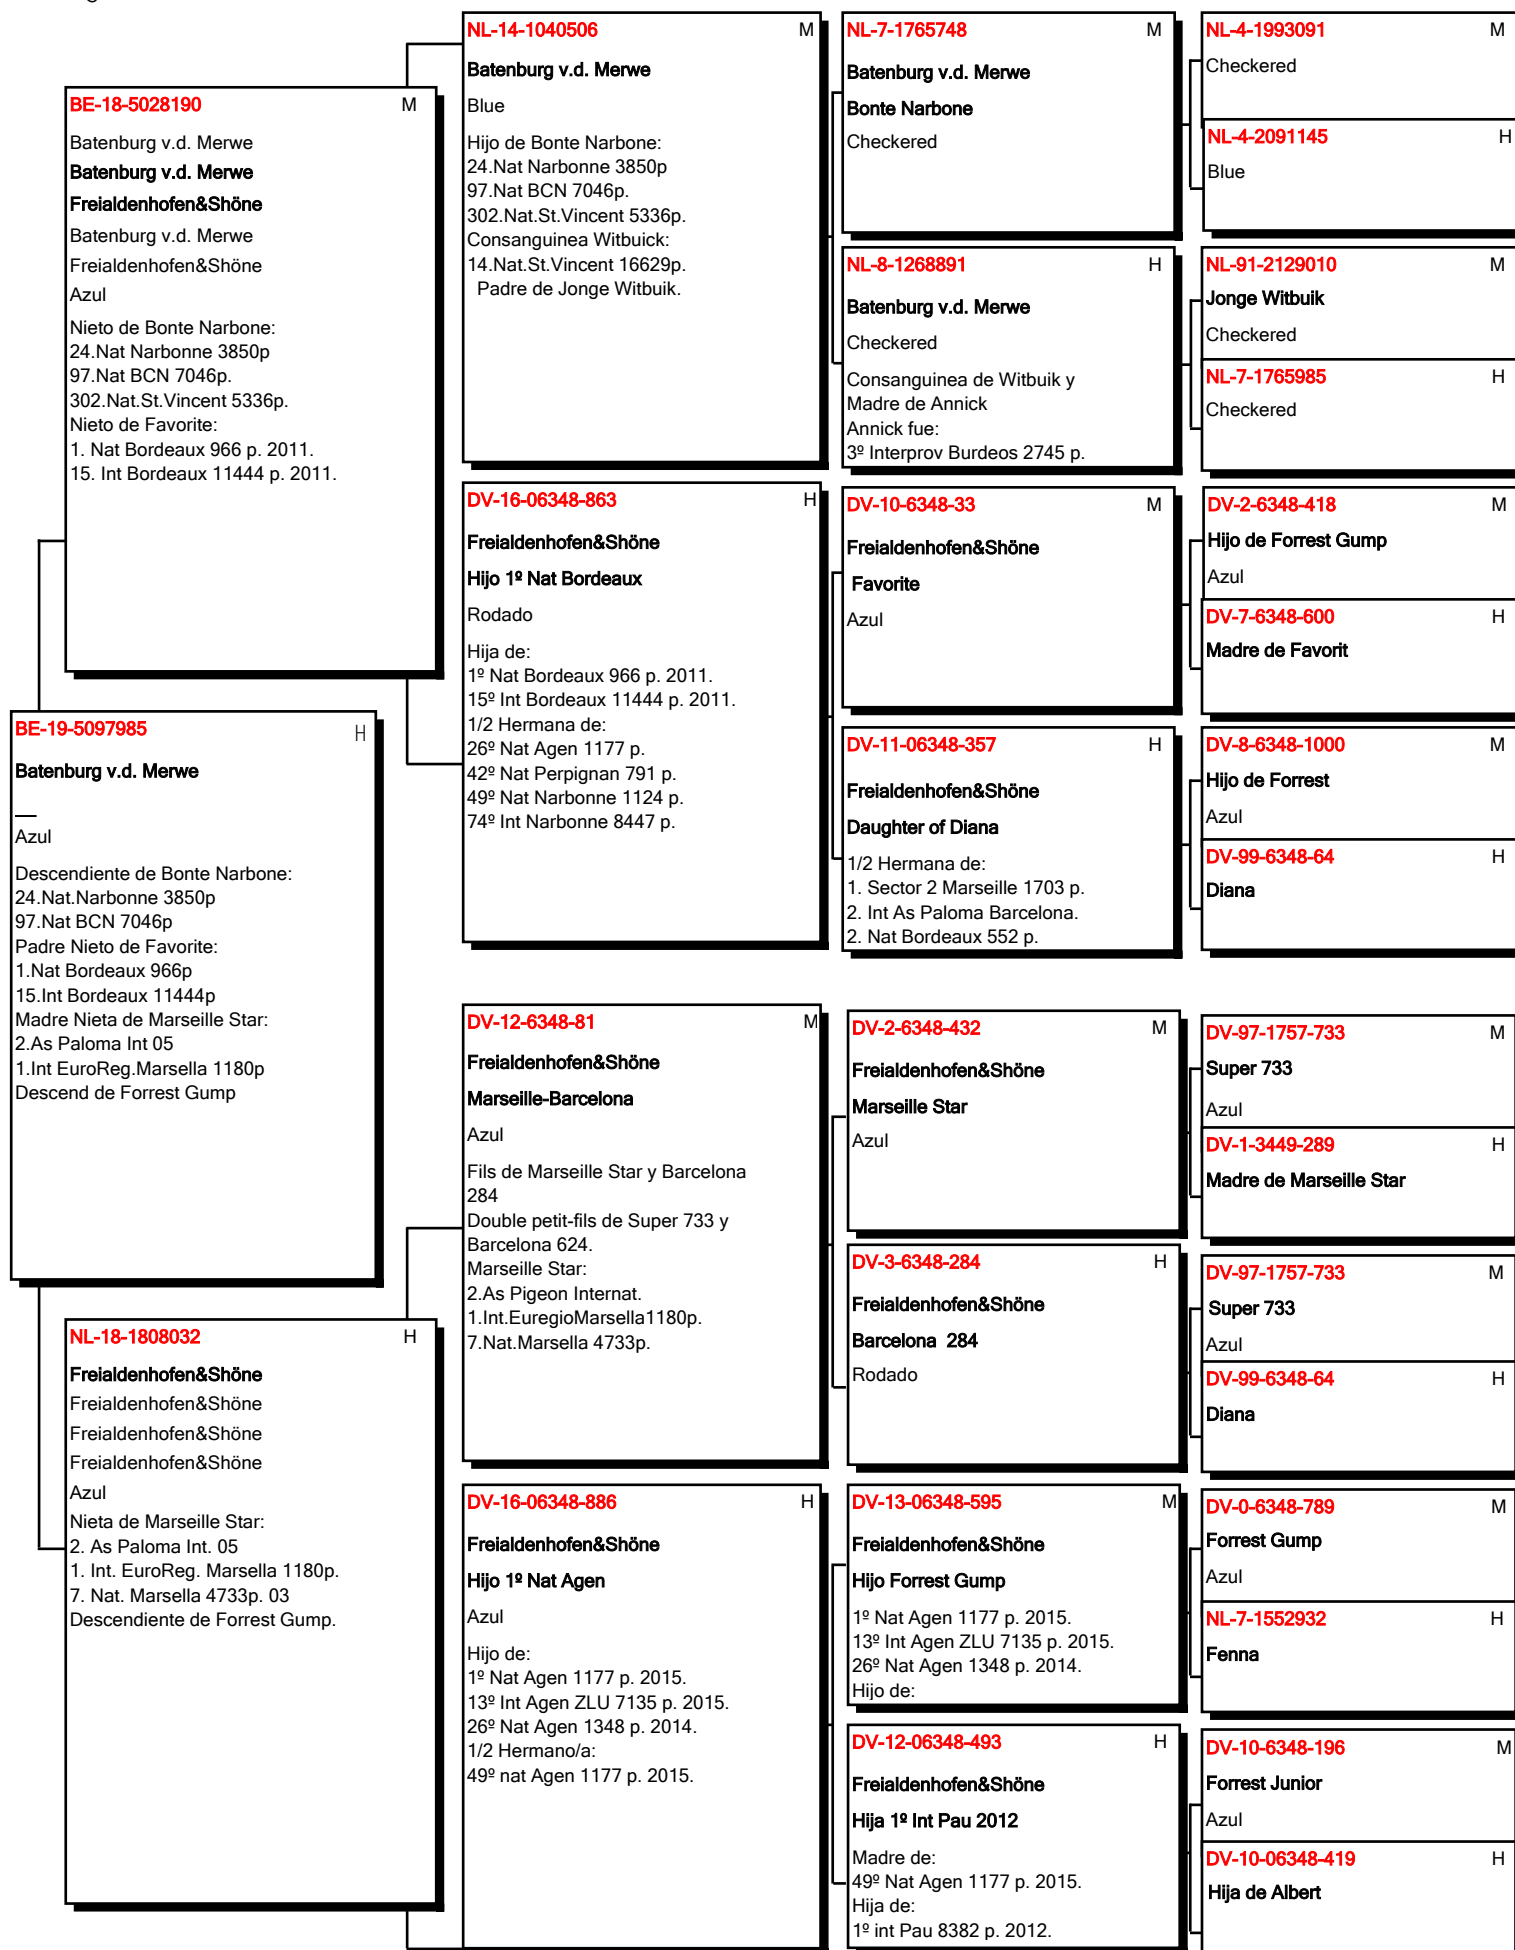 BE-19-5097985 H
Batenburg v.d. Merwe
__
Azul
Descendiente de Bonte Narbone:
24.Nat.Narbonne 3850p
97.Nat BCN 7046p
Padre Nieto de Favorite:
1.Nat Bordeaux 966p
15.Int Bordeaux 11444p
Madre Nieta de Marseille Star:
2.As Paloma Int 05
1.Int EuroReg.Marsella 1180p
Descend de Forrest Gump
BE-18-5028190 M
Batenburg v.d. Merwe
Batenburg v.d. Merwe
Freialdenhofen&Shöne
Batenburg v.d. Merwe
Freialdenhofen&Shöne
Azul
Nieto de Bonte Narbone:
24.Nat Narbonne 3850p
97.Nat BCN 7046p.
302.Nat.St.Vincent 5336p.
Nieto de Favorite:
1. Nat Bordeaux 966 p. 2011.
15. Int Bordeaux 11444 p. 2011.
NL-18-1808032 H
Freialdenhofen&Shöne
Freialdenhofen&Shöne
Freialdenhofen&Shöne
Freialdenhofen&Shöne
Azul
Nieta de Marseille Star:
2. As Paloma Int. 05
1. Int. EuroReg. Marsella 1180p.
7. Nat. Marsella 4733p. 03
Descendiente de Forrest Gump.
NL-14-1040506 M
Batenburg v.d. Merwe
Blue
Hijo de Bonte Narbone:
24.Nat Narbonne 3850p
97.Nat BCN 7046p.
302.Nat.St.Vincent 5336p.
Consanguinea Witbuick:
14.Nat.St.Vincent 16629p.
Padre de Jonge Witbuik.
DV-16-06348-863 H
Freialdenhofen&Shöne
Hijo 1º Nat Bordeaux
Rodado
Hija de:
1º Nat Bordeaux 966 p. 2011.
15º Int Bordeaux 11444 p. 2011.
1/2 Hermana de:
26º Nat Agen 1177 p.
42º Nat Perpignan 791 p.
49º Nat Narbonne 1124 p.
74º Int Narbonne 8447 p.
DV-12-6348-81 M
Freialdenhofen&Shöne
Marseille-Barcelona
Azul
Fils de Marseille Star y Barcelona
284
Double petit-fils de Super 733 y
Barcelona 624.
Marseille Star:
2.As Pigeon Internat.
1.Int.EuregioMarsella1180p.
7.Nat.Marsella 4733p.
DV-16-06348-886 H
Freialdenhofen&Shöne
Hijo 1º Nat Agen
Azul
Hijo de:
1º Nat Agen 1177 p. 2015.
13º Int Agen ZLU 7135 p. 2015.
26º Nat Agen 1348 p. 2014.
1/2 Hermano/a:
49º nat Agen 1177 p. 2015.
NL-7-1765748 M
Batenburg v.d. Merwe
Bonte Narbone
Checkered
NL-8-1268891 H
Batenburg v.d. Merwe
Checkered
Consanguinea de Witbuik y
Madre de Annick
Annick fue:
3º Interprov Burdeos 2745 p.
DV-10-6348-33 M
Freialdenhofen&Shöne
Favorite
Azul
DV-11-06348-357 H
Freialdenhofen&Shöne
Daughter of Diana
1/2 Hermana de:
1. Sector 2 Marseille 1703 p.
2. Int As Paloma Barcelona.
2. Nat Bordeaux 552 p.
DV-2-6348-432 M
Freialdenhofen&Shöne
Marseille Star
Azul
DV-3-6348-284 H
Freialdenhofen&Shöne
Barcelona 284
Rodado
DV-13-06348-595 M
Freialdenhofen&Shöne
Hijo Forrest Gump
1º Nat Agen 1177 p. 2015.
13º Int Agen ZLU 7135 p. 2015.
26º Nat Agen 1348 p. 2014.
Hijo de:
DV-12-06348-493 H
Freialdenhofen&Shöne
Hija 1º Int Pau 2012
Madre de:
49º Nat Agen 1177 p. 2015.
Hija de:
1º int Pau 8382 p. 2012.
NL-4-1993091 M
Checkered
NL-4-2091145 H
Blue
NL-91-2129010 M
Jonge Witbuik
Checkered
NL-7-1765985 H
Checkered
DV-2-6348-418 M
Hijo de Forrest Gump
Azul
DV-7-6348-600 H
Madre de Favorit
DV-8-6348-1000 M
Hijo de Forrest
Azul
DV-99-6348-64 H
Diana
DV-97-1757-733 M
Super 733
Azul
DV-1-3449-289 H
Madre de Marseille Star
DV-97-1757-733 M
Super 733
Azul
DV-99-6348-64 H
Diana
DV-0-6348-789 M
Forrest Gump
Azul
NL-7-1552932 H
Fenna
DV-10-6348-196 M
Forrest Junior
Azul
DV-10-06348-419 H
Hija de Albert